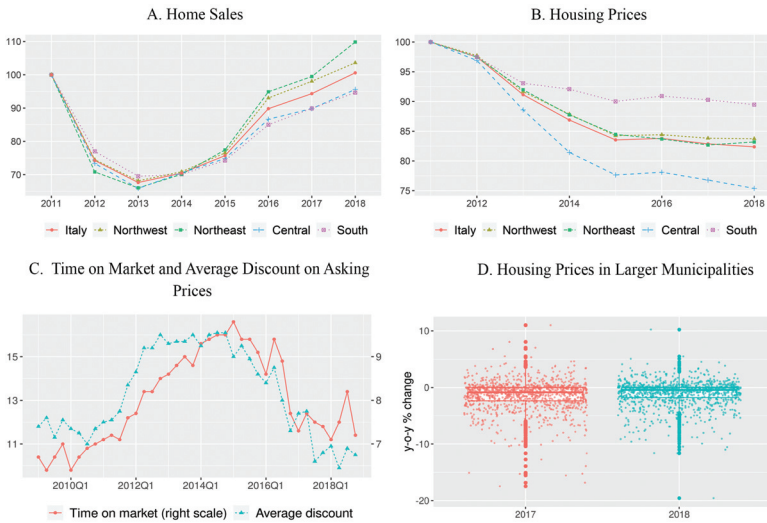 A. Home Sales
110
100
90
80
70
2011 2012 2013 2014 2015 2016 2017 2018
Italy Northwest Northeast Central South
B. Housing Prices
100
95
90
85
80
75
2012 2014 2016 2018
Italy Northwest Northeast Central South
C. Time on Market and Average Discount on Asking
Prices
15
13
11
9
8
7
2010Q1 2012Q1 2014Q1 2016Q1 2018Q1
Time on market (right scale) Average discount
D. Housing Prices in Larger Municipalities
y-o-y % change
10
0
-10
-20
2017 2018